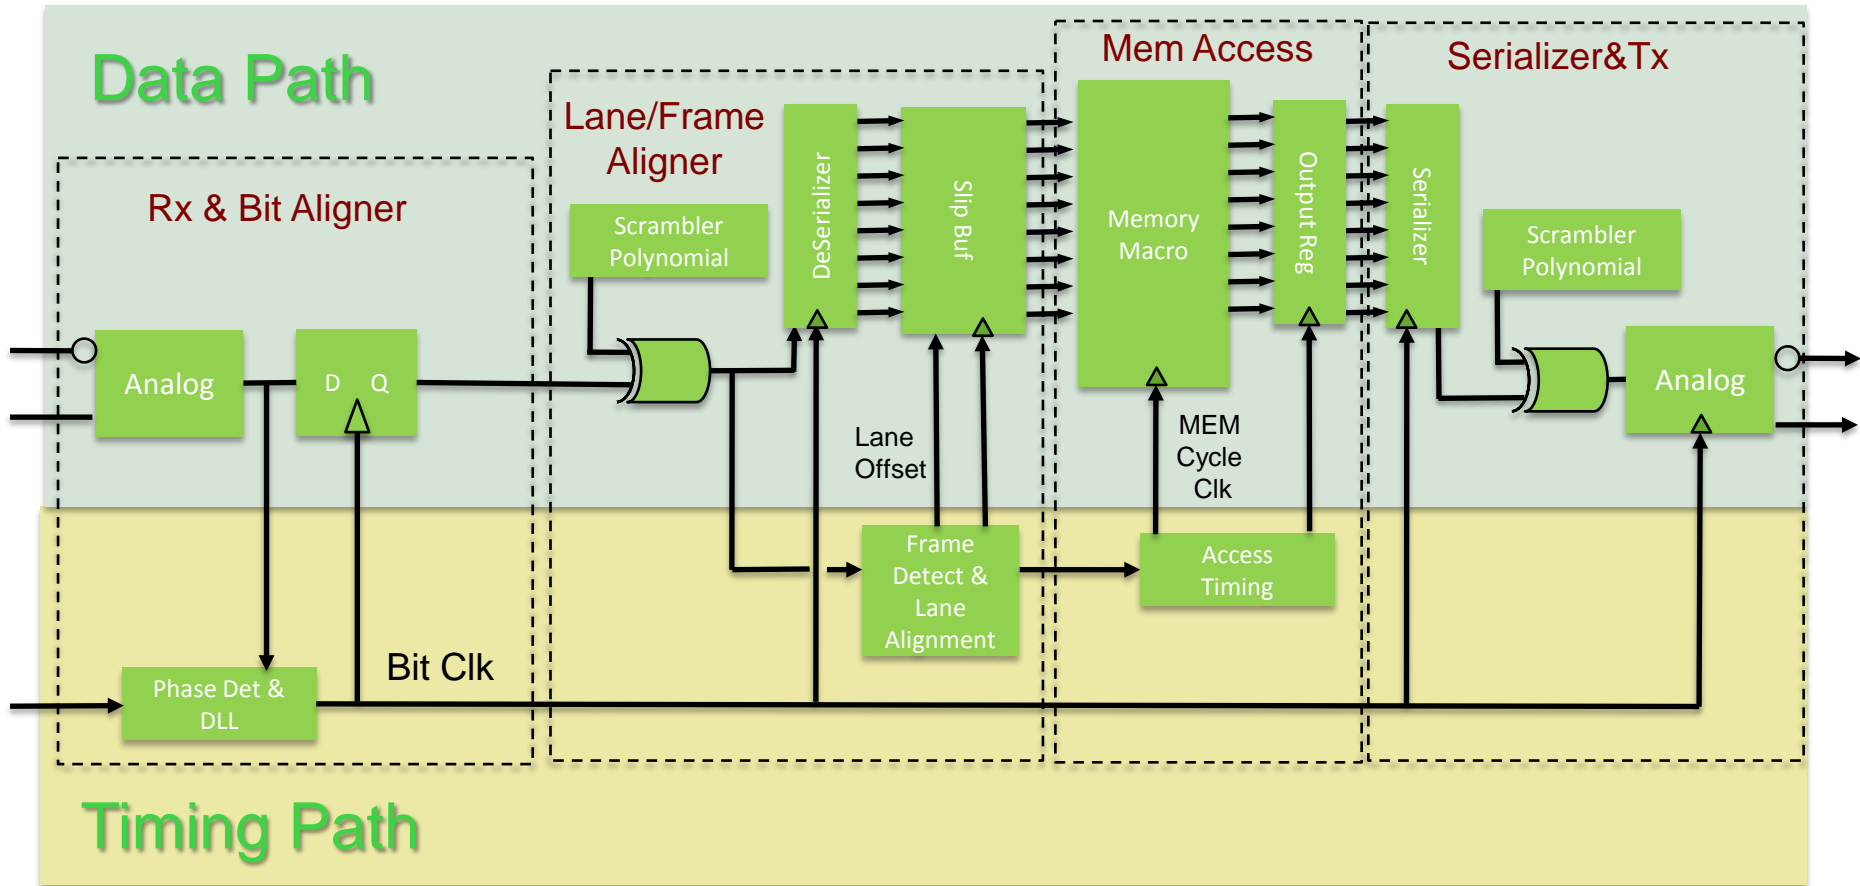 Data Path
Rx & Bit Aligner
Analog
D Q
Phase Det &
DLL
Bit Clk
Lane/Frame
Aligner
Scrambler
Polynomial
DeSerializer
Slip Buf
Lane
Offset
Frame
Detect &
Lane
Alignment
Mem Access
Memory
Macro
Output Reg
MEM
Cycle
Clk
Access
Timing
Serializer&Tx
Serializer
Scrambler
Polynomial
Analog
Timing Path